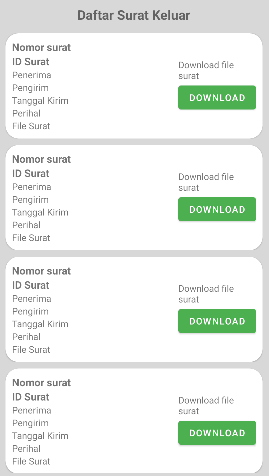 Daftar Surat Keluar
Nomor surat
ID Surat
Penerima
Pengirim
Tanggal Kirim
Perihal
File Surat
Download file
surat
DOWNLOAD
Nomor surat
ID Surat
Penerima
Pengirim
Tanggal Kirim
Perihal
File Surat
Download file
surat
DOWNLOAD
Nomor surat
ID Surat
Penerima
Pengirim
Tanggal Kirim
Perihal
File Surat
Download file
surat
DOWNLOAD
Nomor surat
ID Surat
Penerima
Pengirim
Tanggal Kirim
Perihal
File Surat
Download file
surat
DOWNLOAD